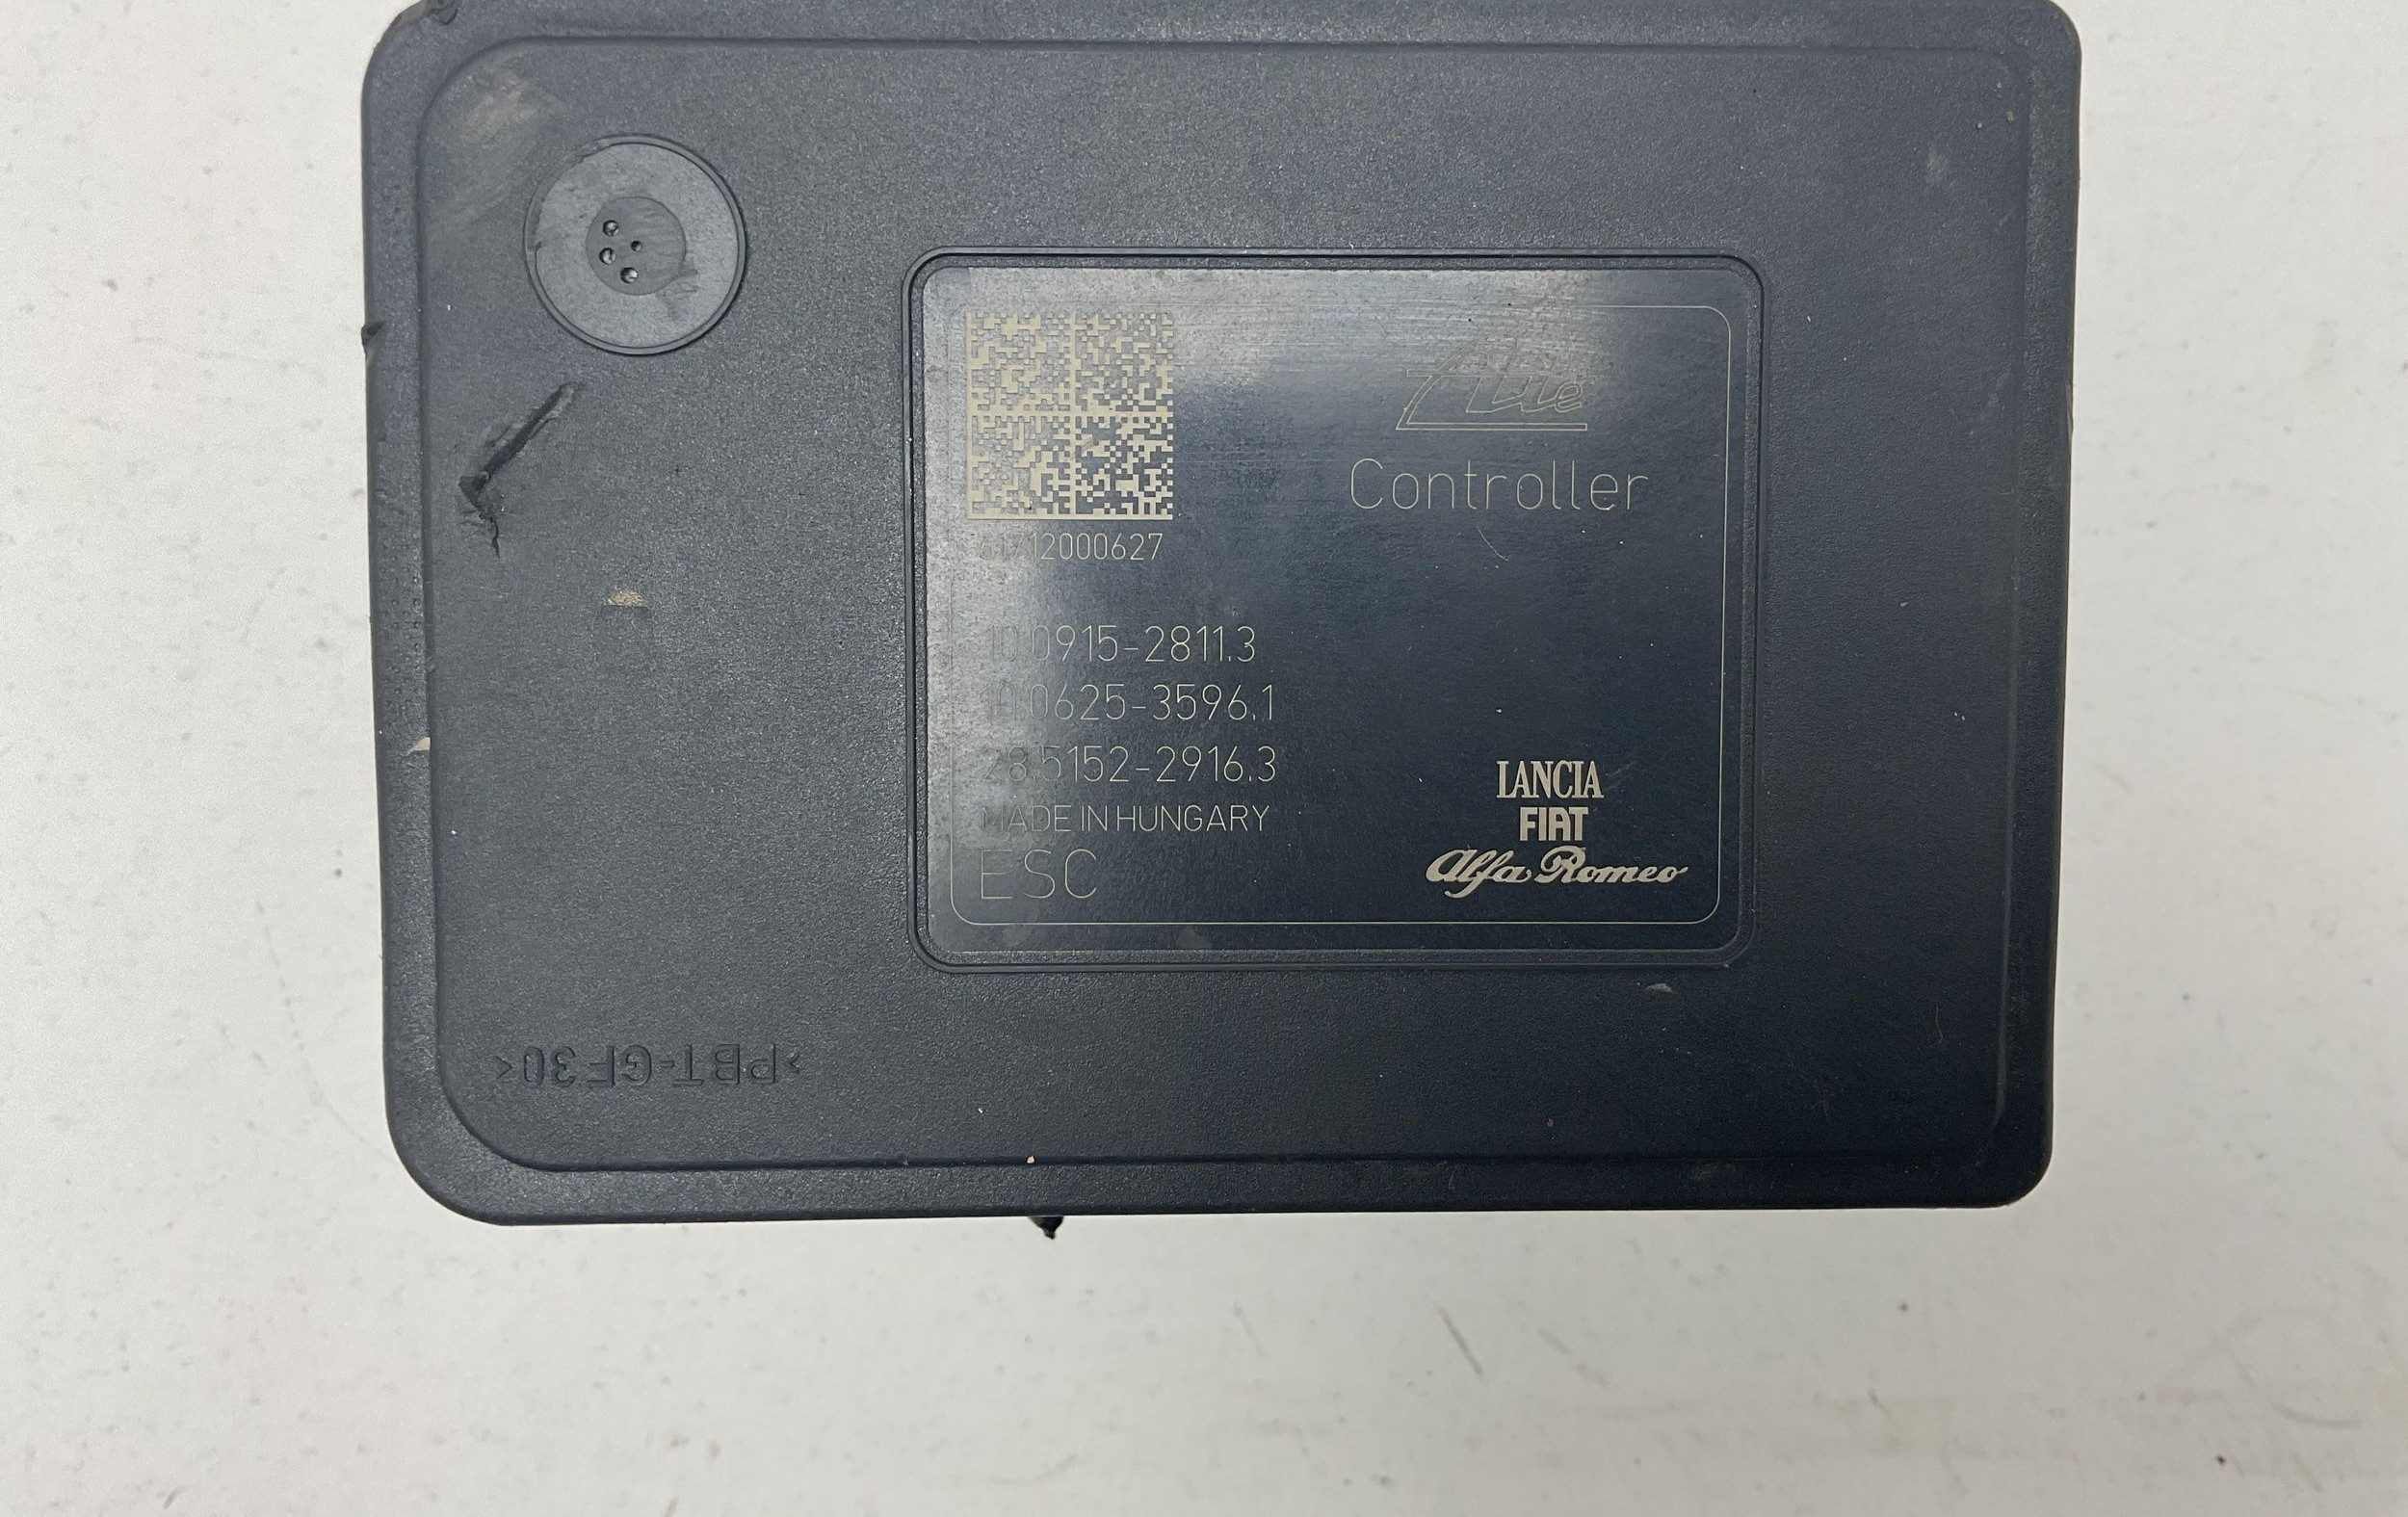 Ate
Controller
10.0915-2811.3
10.0625-3596.1
28.5152-2916.3
MADE IN HUNGARY
ESC
LANCIA
FIAT
Alfa Romeo
>PBT-GF30<